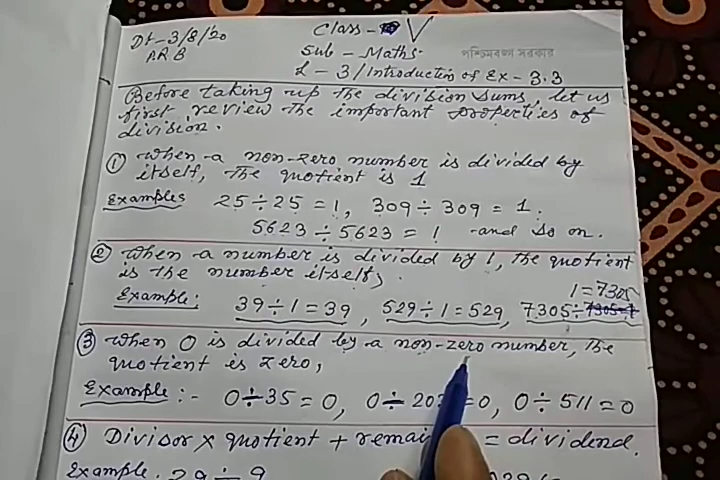 Dt - 3/8/20
ARB
Class - V
Sub - Maths.
পশ্চিমবঙ্গ সরকার
L - 3/Introduction of Ex - 3.3
Before taking up the division sums, let us
first, review the important properties of
division.
① When a non-zero number is divided by
itself, the quotient is 1
Examples 25 ÷ 25 = 1, 309 ÷ 309 = 1.
5623 ÷ 5623 = 1 and so on.
② When a number is divided by 1, the quotient
is the number itself,
1 = 7305
Example: 39 ÷ 1 = 39, 529 ÷ 1 = 529, 7305 ÷
③ When 0 is divided by a non-zero number, the
quotient is zero,
Example :- 0 ÷ 35 = 0, 0 ÷ = 0, 0 ÷ 511 = 0
④ Divisor × quotient + = dividend.
Example. 29 ÷ 9